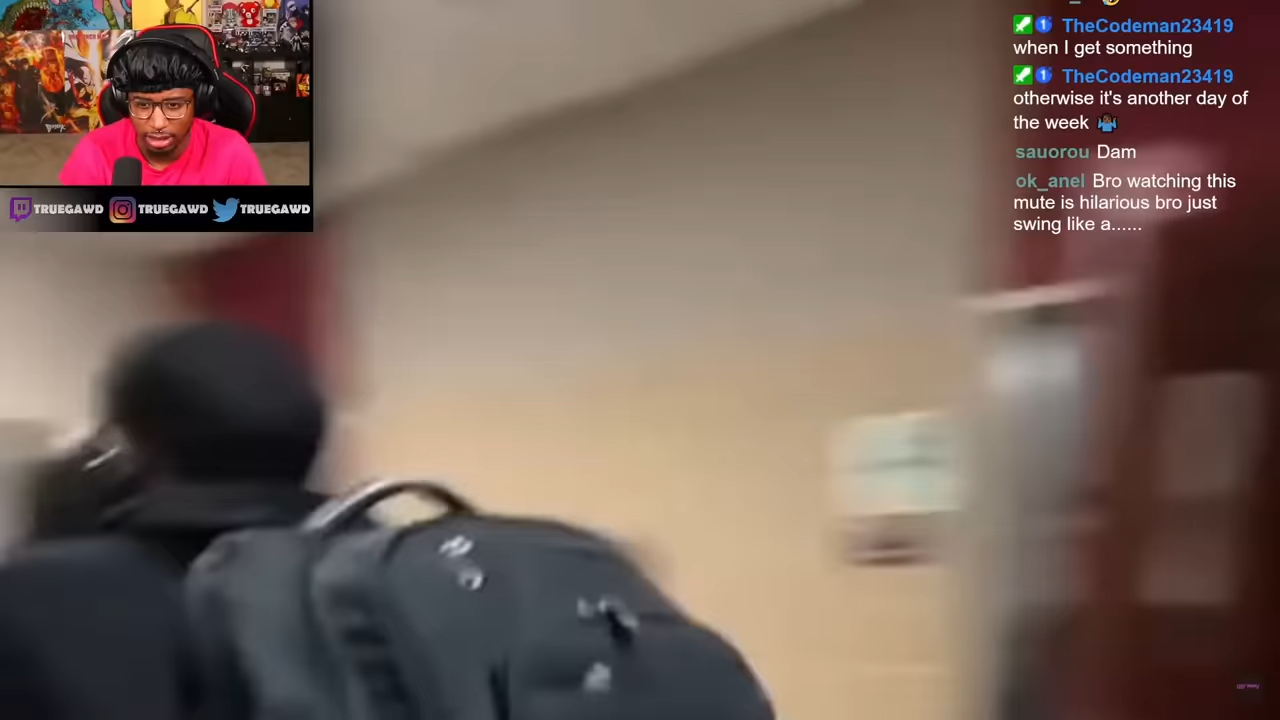 TheCodeman23419
when I get something
TheCodeman23419
otherwise it's another day of
the week
sauorou Dam
ok_anel Bro watching this
mute is hilarious bro just
swing like a......
TRUEGAWD TRUEGAWD TRUEGAWD